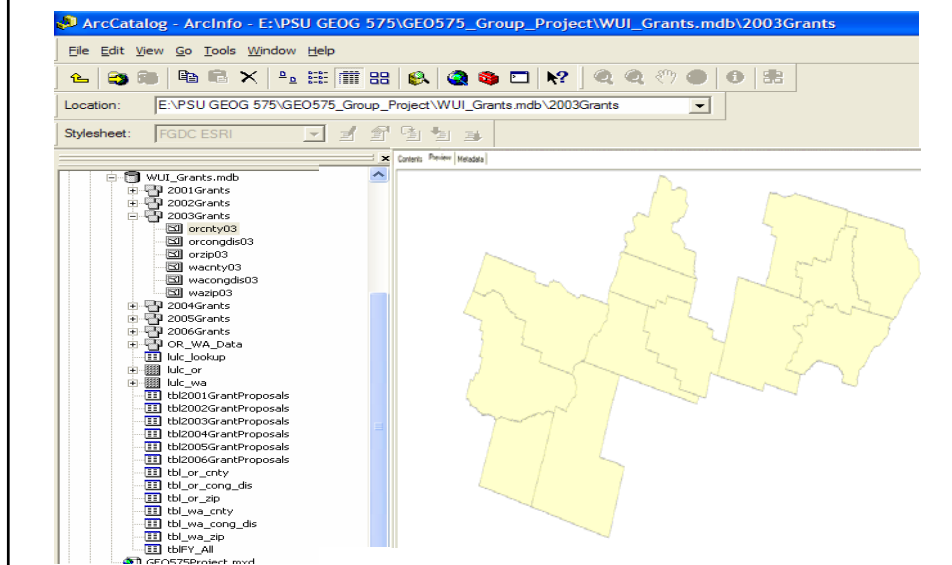 ArcCatalog - ArcInfo - E:\PSU GEOG 575\GEO575_Group_Project\WUI_Grants.mdb\2003Grants
File Edit View Go Tools Window Help
Location: E:\PSU GEOG 575\GEO575_Group_Project\WUI_Grants.mdb\2003Grants
Stylesheet: FGDC ESRI
Contents Preview Metadata
WUI_Grants.mdb
2001Grants
2002Grants
2003Grants
orcnty03
orcongdis03
orzip03
wacnty03
wacongdis03
wazip03
2004Grants
2005Grants
2006Grants
OR_WA_Data
lulc_lookup
lulc_or
lulc_wa
tbl2001GrantProposals
tbl2002GrantProposals
tbl2003GrantProposals
tbl2004GrantProposals
tbl2005GrantProposals
tbl2006GrantProposals
tbl_or_cnty
tbl_or_cong_dis
tbl_or_zip
tbl_wa_cnty
tbl_wa_cong_dis
tbl_wa_zip
tblFY_All
GEO575Project.mxd